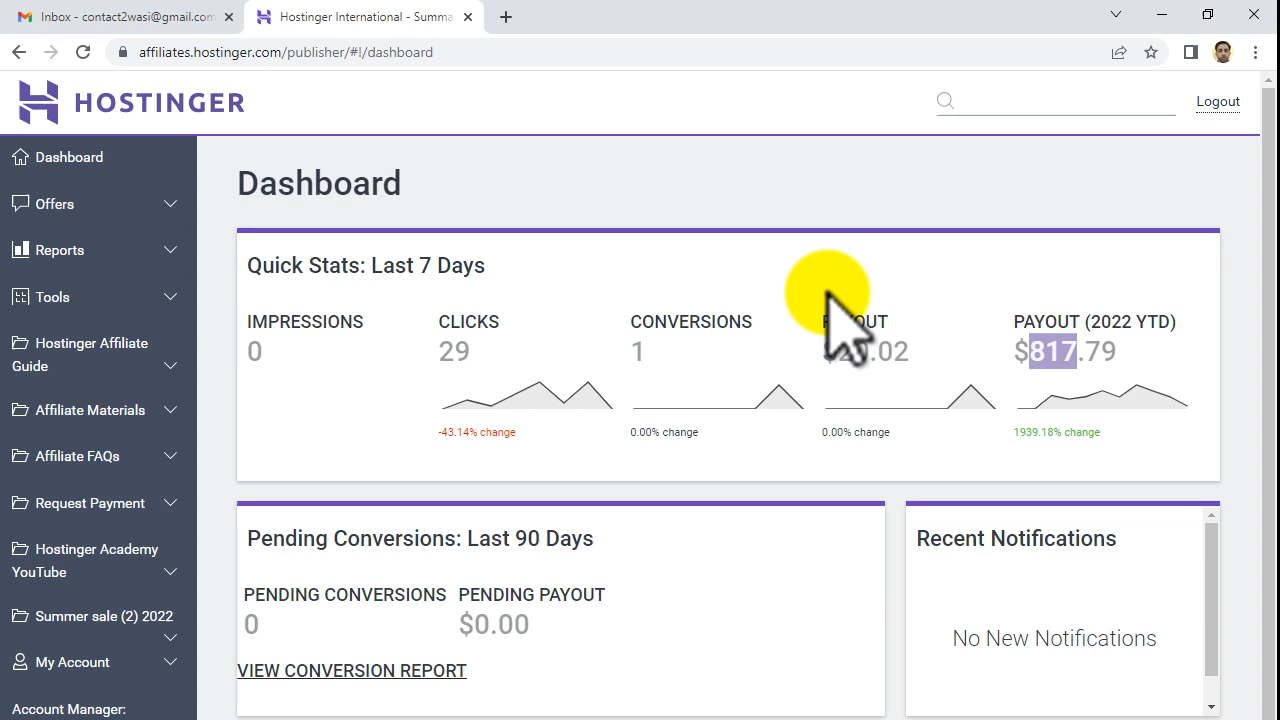 Inbox - contact2wasi@gmail.com
Hostinger International - Summa
affiliates.hostinger.com/publisher/#!/dashboard
HOSTINGER
Logout
Dashboard
Offers
Reports
Tools
Hostinger Affiliate
Guide
Affiliate Materials
Affiliate FAQs
Request Payment
Hostinger Academy
YouTube
Summer sale (2) 2022
My Account
Account Manager:
Dashboard
Quick Stats: Last 7 Days
IMPRESSIONS
0
CLICKS
29
-43.14% change
CONVERSIONS
1
0.00% change
.02
0.00% change
PAYOUT (2022 YTD)
$817.79
1939.18% change
Pending Conversions: Last 90 Days
PENDING CONVERSIONS
0
PENDING PAYOUT
$0.00
VIEW CONVERSION REPORT
Recent Notifications
No New Notifications